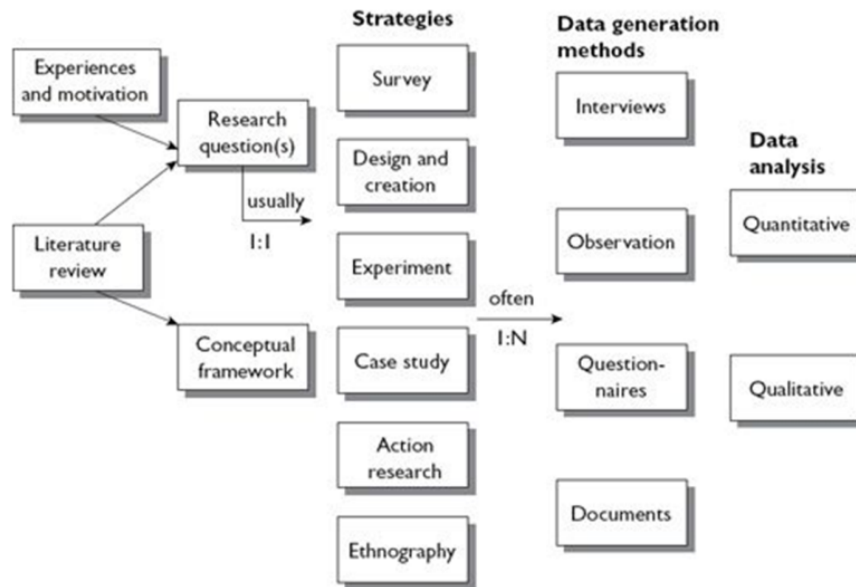 Experiences
and motivation
Literature
review
Research
question(s)
usually
1:1
Conceptual
framework
Strategies
Survey
Design and
creation
Experiment
Case study
Action
research
Ethnography
often
1:N
Data generation
methods
Interviews
Observation
Question-
naires
Documents
Data
analysis
Quantitative
Qualitative